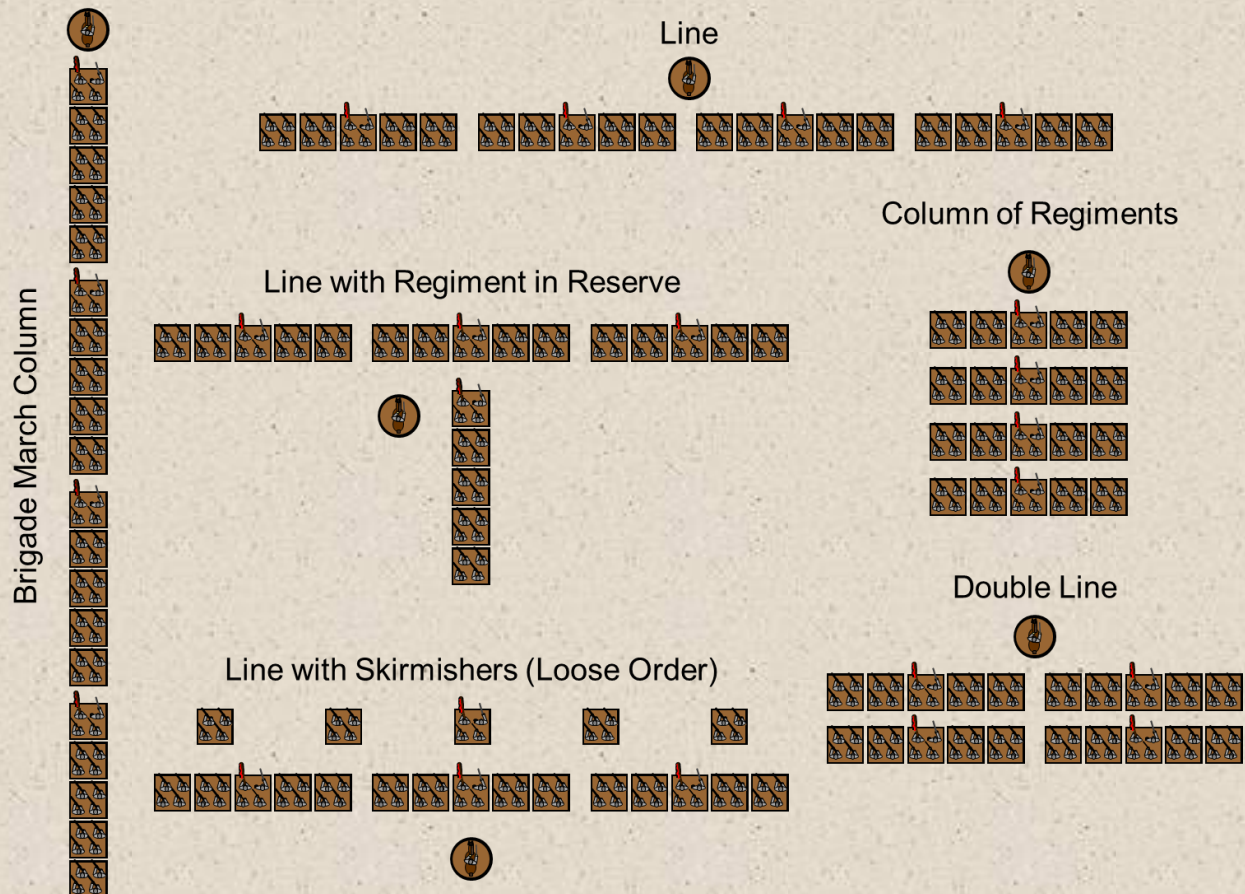 Line
Column of Regiments
Line with Regiment in Reserve
Brigade March Column
Double Line
Line with Skirmishers (Loose Order)